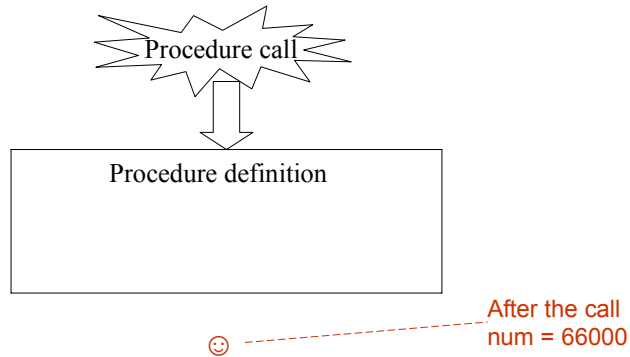 Procedure call
Procedure definition
After the call
num = 66000